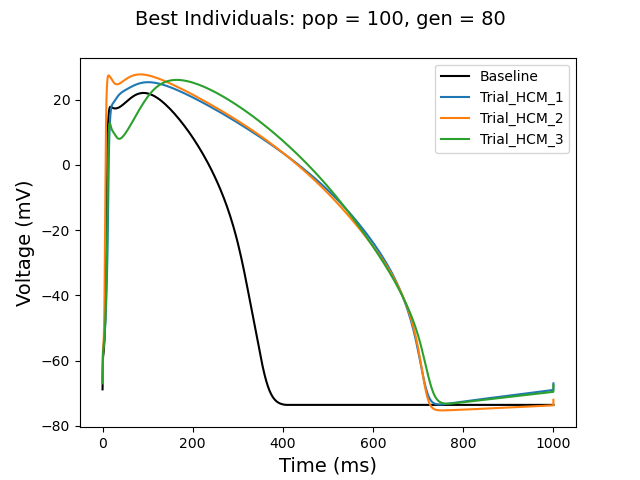 Best Individuals: pop = 100, gen = 80
Baseline
Trial_HCM_1
Trial_HCM_2
Trial_HCM_3
Voltage (mV)
20
0
−20
−40
−60
−80
0 200 400 600 800 1000
Time (ms)